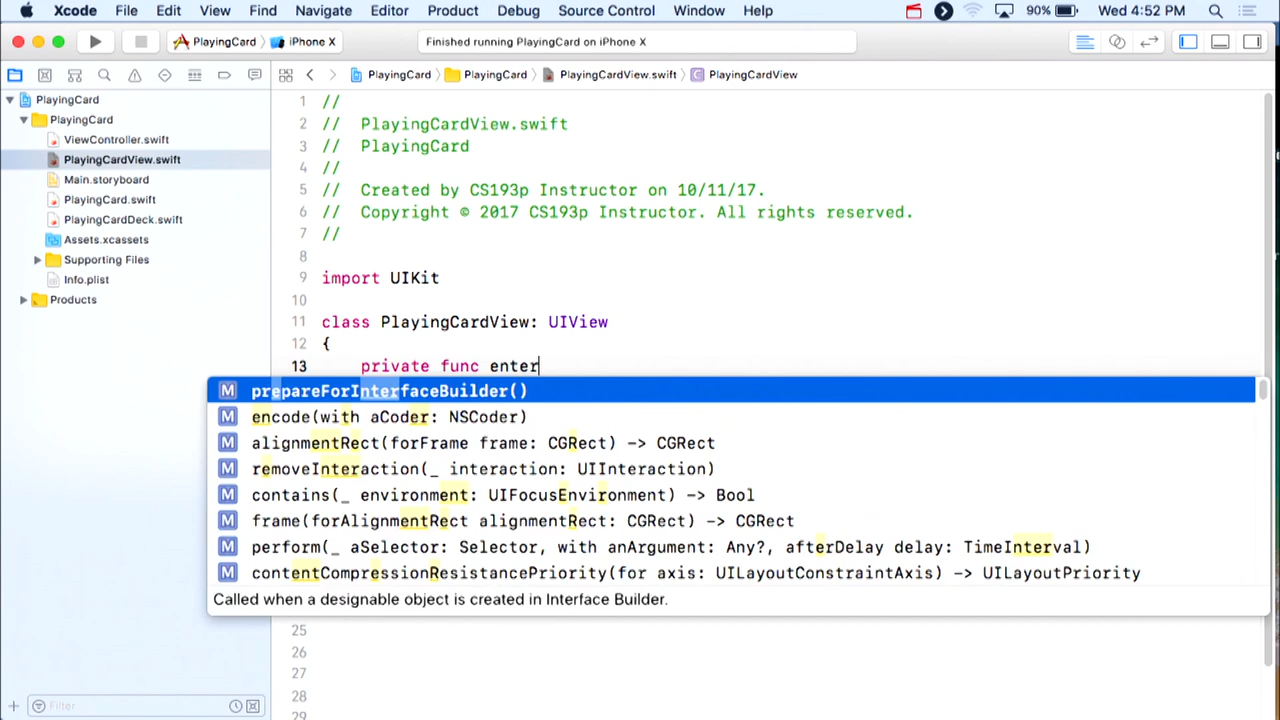 Xcode File Edit View Find Navigate Editor Product Debug Source Control Window Help 90% Wed 4:52 PM
PlayingCard iPhone X Finished running PlayingCard on iPhone X
PlayingCard PlayingCard PlayingCardView.swift PlayingCardView
PlayingCard
PlayingCard
ViewController.swift
PlayingCardView.swift
Main.storyboard
PlayingCard.swift
PlayingCardDeck.swift
Assets.xcassets
Supporting Files
Info.plist
Products
Filter
1 //
2 // PlayingCardView.swift
3 // PlayingCard
4 //
5 // Created by CS193p Instructor on 10/11/17.
6 // Copyright © 2017 CS193p Instructor. All rights reserved.
7 //
8
9 import UIKit
10
11 class PlayingCardView: UIView
12 {
13 private func enter
M prepareForInterfaceBuilder()
M encode(with aCoder: NSCoder)
M alignmentRect(forFrame frame: CGRect) -> CGRect
M removeInteraction(_ interaction: UIInteraction)
M contains(_ environment: UIFocusEnvironment) -> Bool
M frame(forAlignmentRect alignmentRect: CGRect) -> CGRect
M perform(_ aSelector: Selector, with anArgument: Any?, afterDelay delay: TimeInterval)
M contentCompressionResistancePriority(for axis: UILayoutConstraintAxis) -> UILayoutPriority
Called when a designable object is created in Interface Builder.
25
26
27
28
29